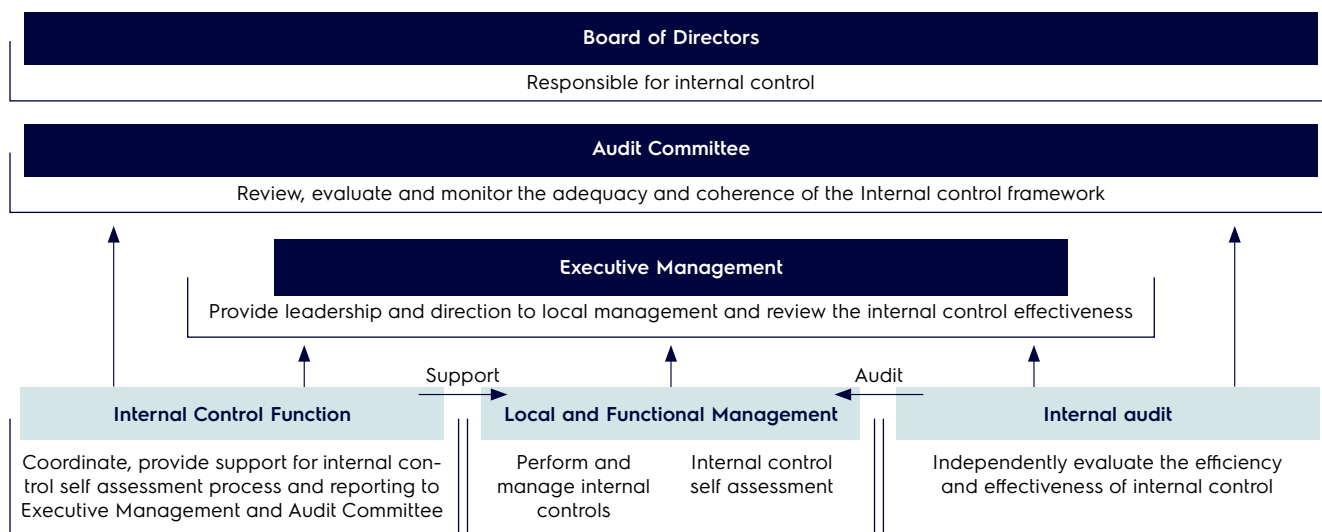 Board of Directors
Responsible for internal control
Audit Committee
Review, evaluate and monitor the adequacy and coherence of the Internal control framework
Executive Management
Provide leadership and direction to local management and review the internal control effectiveness
Support
Audit
Internal Control Function
Coordinate, provide support for internal con-
trol self assessment process and reporting to
Executive Management and Audit Committee
Local and Functional Management
Perform and
manage internal
controls
Internal control
self assessment
Internal audit
Independently evaluate the efficiency
and effectiveness of internal control